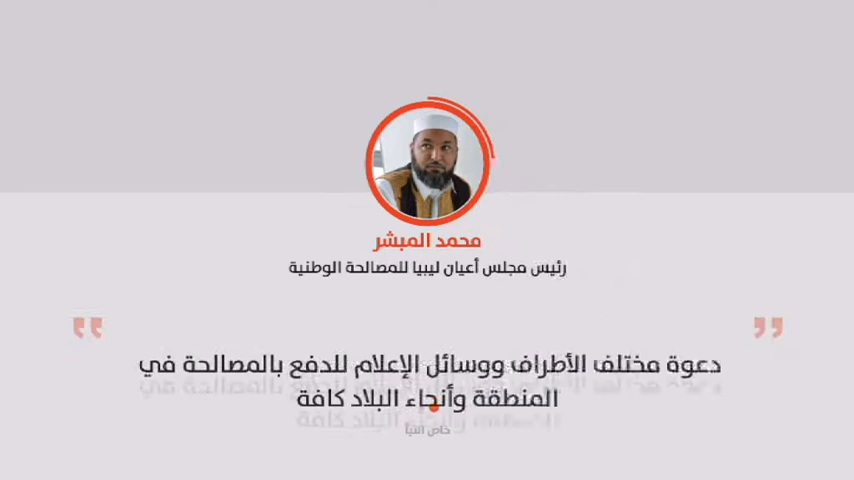 محمد المبشر
رئيس مجلس أعيان ليبيا للمصالحة الوطنية
دعوة مختلف الأطراف ووسائل الإعلام للدفع بالمصالحة في
المنطقة وأنحاء البلاد كافة
خاص النبأ